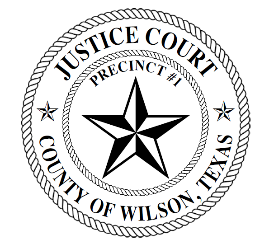 JUSTICE COURT
PRECINCT #1
COUNTY OF WILSON, TEXAS